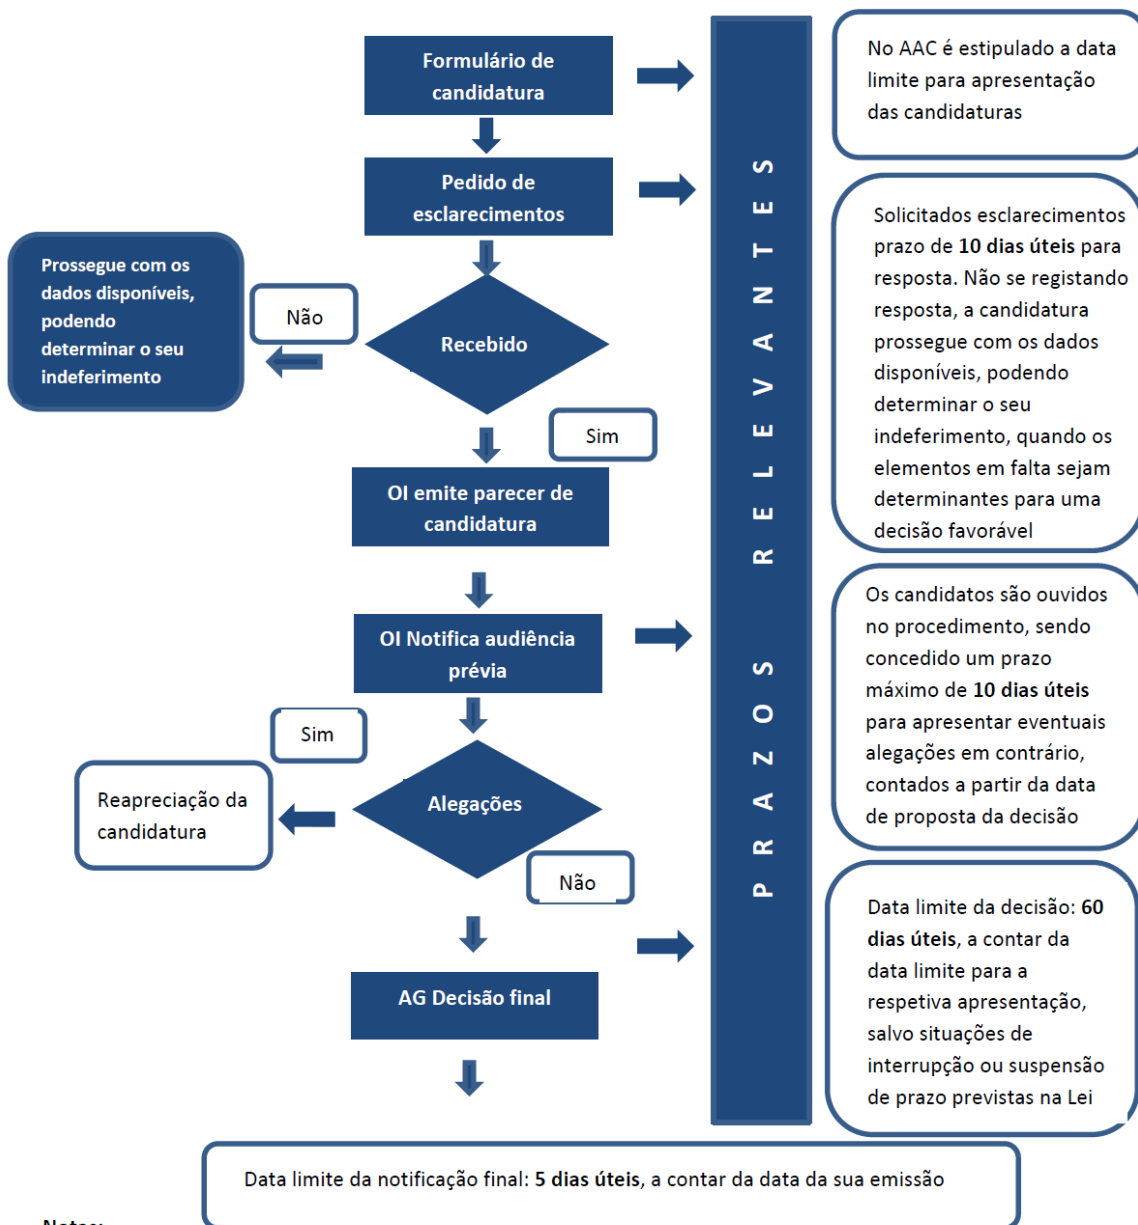 Formulário de
candidatura
No AAC é estipulado a data
limite para apresentação
das candidaturas
Pedido de
esclarecimentos
Solicitados esclarecimentos
prazo de 10 dias úteis para
resposta. Não se registando
resposta, a candidatura
prossegue com os dados
disponíveis, podendo
determinar o seu
indeferimento, quando os
elementos em falta sejam
determinantes para uma
decisão favorável
Prossegue com os
dados disponíveis,
podendo
determinar o seu
indeferimento
Não
Recebido
Sim
OI emite parecer de
candidatura
OI Notifica audiência
prévia
Os candidatos são ouvidos
no procedimento, sendo
concedido um prazo
máximo de 10 dias úteis
para apresentar eventuais
alegações em contrário,
contados a partir da data
de proposta da decisão
Sim
Reapreciação da
candidatura
Alegações
Não
AG Decisão final
Data limite da decisão: 60
dias úteis, a contar da
data limite para a
respetiva apresentação,
salvo situações de
interrupção ou suspensão
de prazo previstas na Lei
PRAZOS RELEVANTES
Data limite da notificação final: 5 dias úteis, a contar da data da sua emissão
Notas: